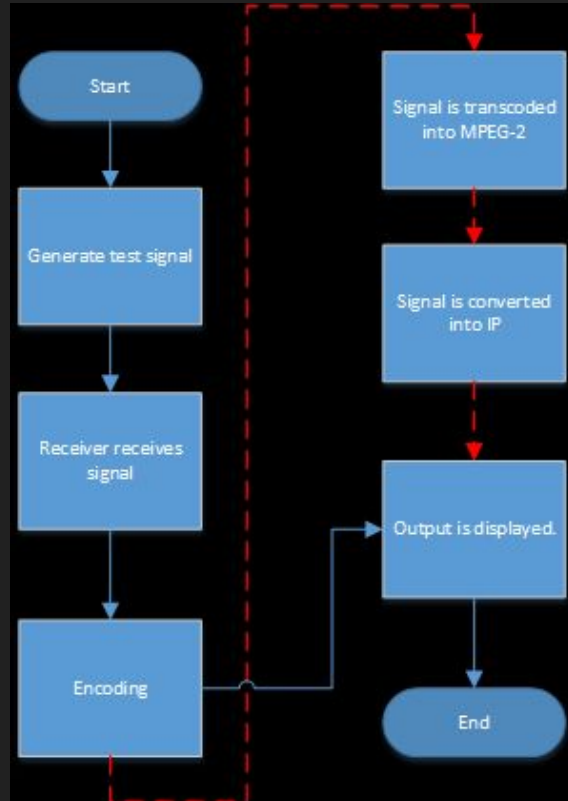 Start
Generate test signal
Receiver receives
signal
Encoding
Signal is transcoded
into MPEG-2
Signal is converted
into IP
Output is displayed.
End